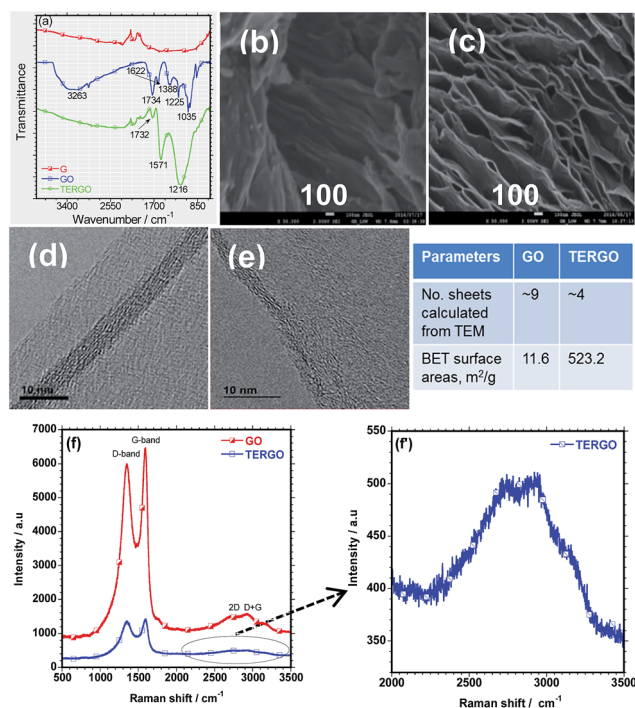 (a)
Transmittance
1622
3263
1734
1388
1225
1035
1732
1571
1216
G
GO
TERGO
3400 2550 1700 850
Wavenumber / cm-1
(b)
100
(c)
100
(d)
10 nm
(e)
10 nm
Parameters GO TERGO
No. sheets ~9 ~4
calculated
from TEM
BET surface 11.6 523.2
areas, m2/g
(f)
GO
TERGO
D-band
G-band
2D D+G
7000
6000
5000
4000
3000
2000
1000
0
Intensity / a.u
500 1000 1500 2000 2500 3000 3500
Raman shift / cm-1
(f')
TERGO
550
500
450
400
350
Intensity / a.u
2000 2500 3000 3500
Raman shift / cm-1